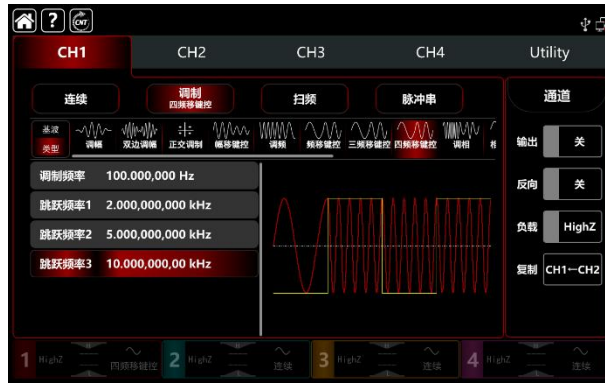 ? CNT
CH1 CH2 CH3 CH4 Utility
连续 调制 扫频 脉冲串 通道
四频移键控
基波
类型 调幅 双边调幅 正交调制 幅移键控 调频 频移键控 三频移键控 四频移键控 调相
输出 关
调制频率 100.000,000 Hz
反向 关
跳跃频率1 2.000,000,000 kHz
跳跃频率2 5.000,000,000 kHz
负载 HighZ
跳跃频率3 10.000,000,00 kHz
复制 CH1←CH2
1 HighZ 四频移键控 2 HighZ 连续 3 HighZ 连续 4 HighZ 连续